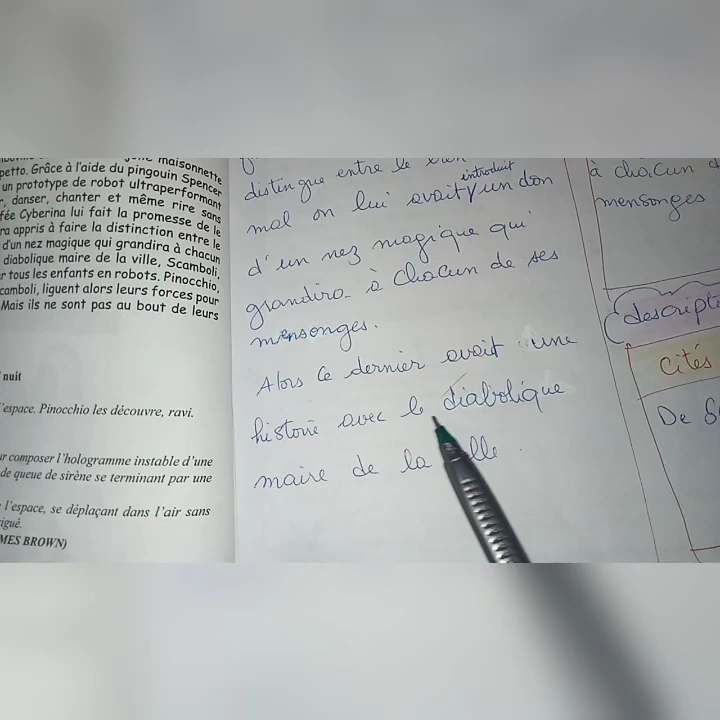 maisonnette
petto. Grâce à l'aide du pingouin Spencer
un prototype de robot ultraperformant
r, danser, chanter et même rire sans
fée Cyberina lui fait la promesse de le
ra appris à faire la distinction entre le
d'un nez magique qui grandira à chacun
diabolique maire de la ville, Scamboli,
r tous les enfants en robots. Pinocchio,
camboli, liguent alors leurs forces pour
Mais ils ne sont pas au bout de leurs
nuit
l'espace. Pinocchio les découvre, ravi.
ur composer l'hologramme instable d'une
de queue de sirène se terminant par une
l'espace, se déplaçant dans l'air sans
igué.
MES BROWN)
distingue entre le bien
introduit
mal on lui avait un don
d'un nez magique qui
grandira à chacun de ses
mensonges.
Alors ce dernier avait une
histoire avec le diabolique
maire de la ville
à chacun d
mensonges
descripti
Cités
De S